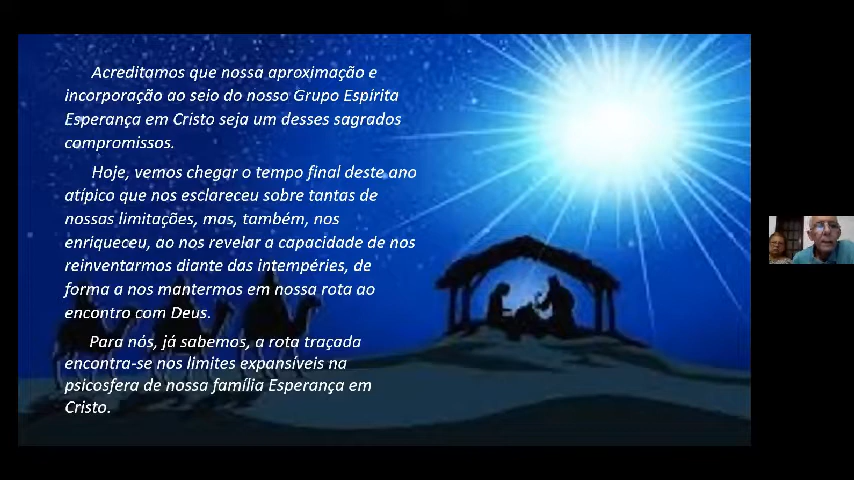 Acreditamos que nossa aproximação e
incorporação ao seio do nosso Grupo Espírita
Esperança em Cristo seja um desses sagrados
compromissos.
Hoje, vemos chegar o tempo final deste ano
atípico que nos esclareceu sobre tantas de
nossas limitações, mas, também, nos
enriqueceu, ao nos revelar a capacidade de nos
reinventarmos diante das intempéries, de
forma a nos mantermos em nossa rota ao
encontro com Deus.
Para nós, já sabemos, a rota traçada
encontra-se nos limites expansíveis na
psicosfera de nossa família Esperança em
Cristo.